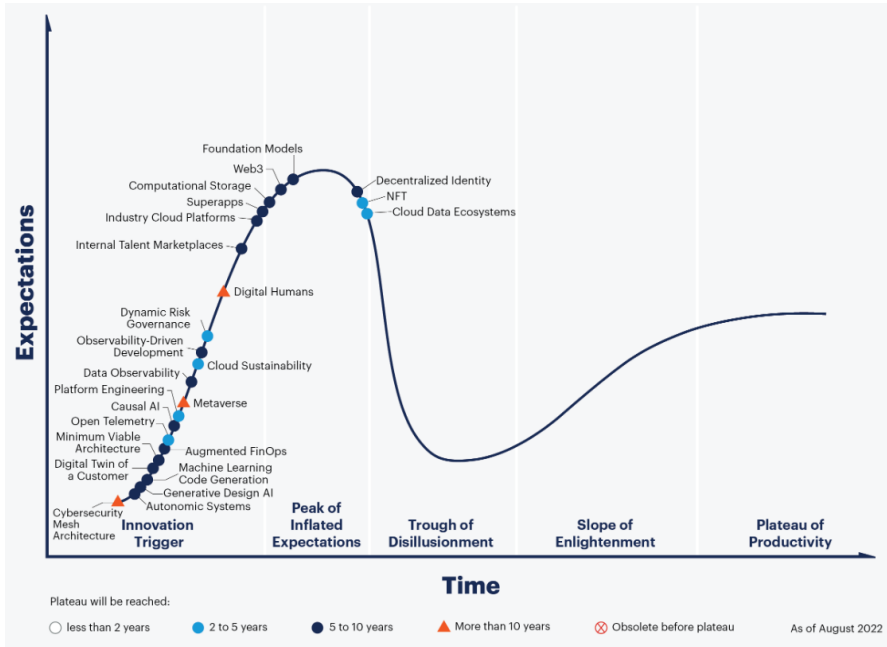 Expectations
Foundation Models
Web3
Computational Storage
Superapps
Industry Cloud Platforms
Internal Talent Marketplaces
Decentralized Identity
NFT
Cloud Data Ecosystems
Digital Humans
Dynamic Risk
Governance
Observability-Driven
Development
Cloud Sustainability
Data Observability
Platform Engineering
Metaverse
Causal AI
Open Telemetry
Minimum Viable
Architecture
Augmented FinOps
Digital Twin of
a Customer
Machine Learning
Code Generation
Generative Design AI
Autonomic Systems
Cybersecurity
Mesh
Architecture
Innovation
Trigger
Peak of
Inflated
Expectations
Trough of
Disillusionment
Slope of
Enlightenment
Plateau of
Productivity
Time
Plateau will be reached:
less than 2 years
2 to 5 years
5 to 10 years
More than 10 years
Obsolete before plateau
As of August 2022